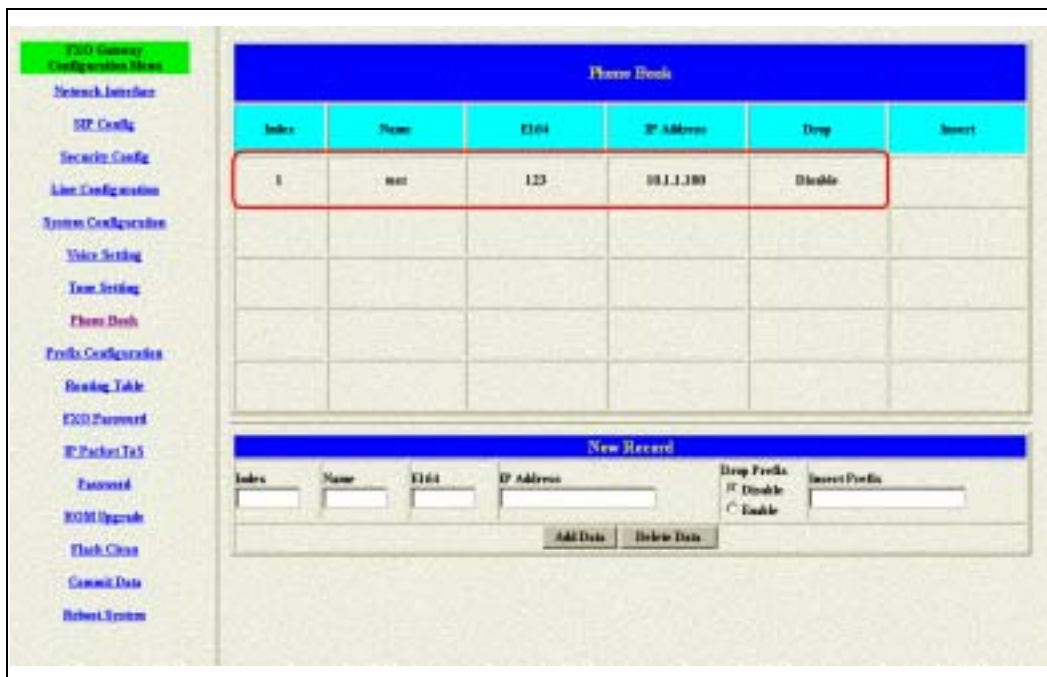 FXO Gateway
Configuration Menu
Network Interface
SIP Config
Security Config
Line Configuration
System Configuration
Voice Setting
Tone Setting
Phone Book
Prefix Configuration
Routing Table
FXO Password
IP Packet ToS
Password
ROM Upgrade
Flash Clean
Commit Data
Reboot System
Phone Book
Index Name E164 IP Address Drop Insert
1 123 10.1.1.100 Disable
New Record
Index Name E164 IP Address Drop Prefix Insert Prefix
Disable
Enable
Add Data Delete Data